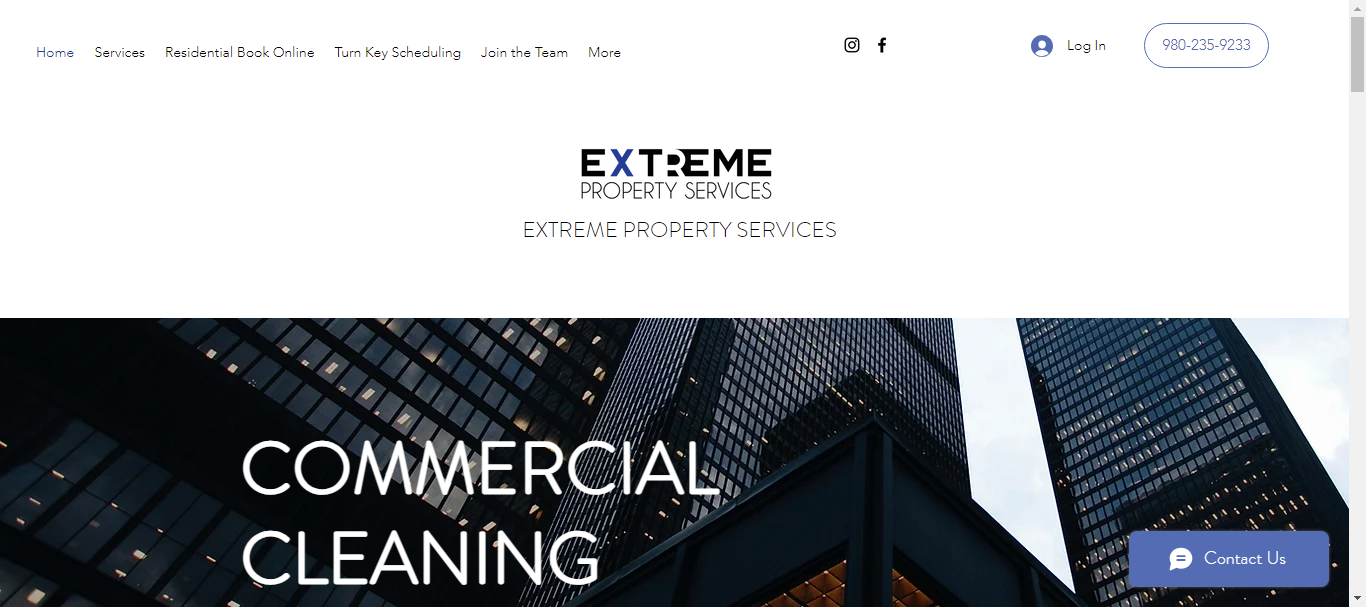 Home Services Residential Book Online Turn Key Scheduling Join the Team More Log In 980-235-9233
EXTREME
PROPERTY SERVICES
EXTREME PROPERTY SERVICES
COMMERCIAL
CLEANING
Contact Us